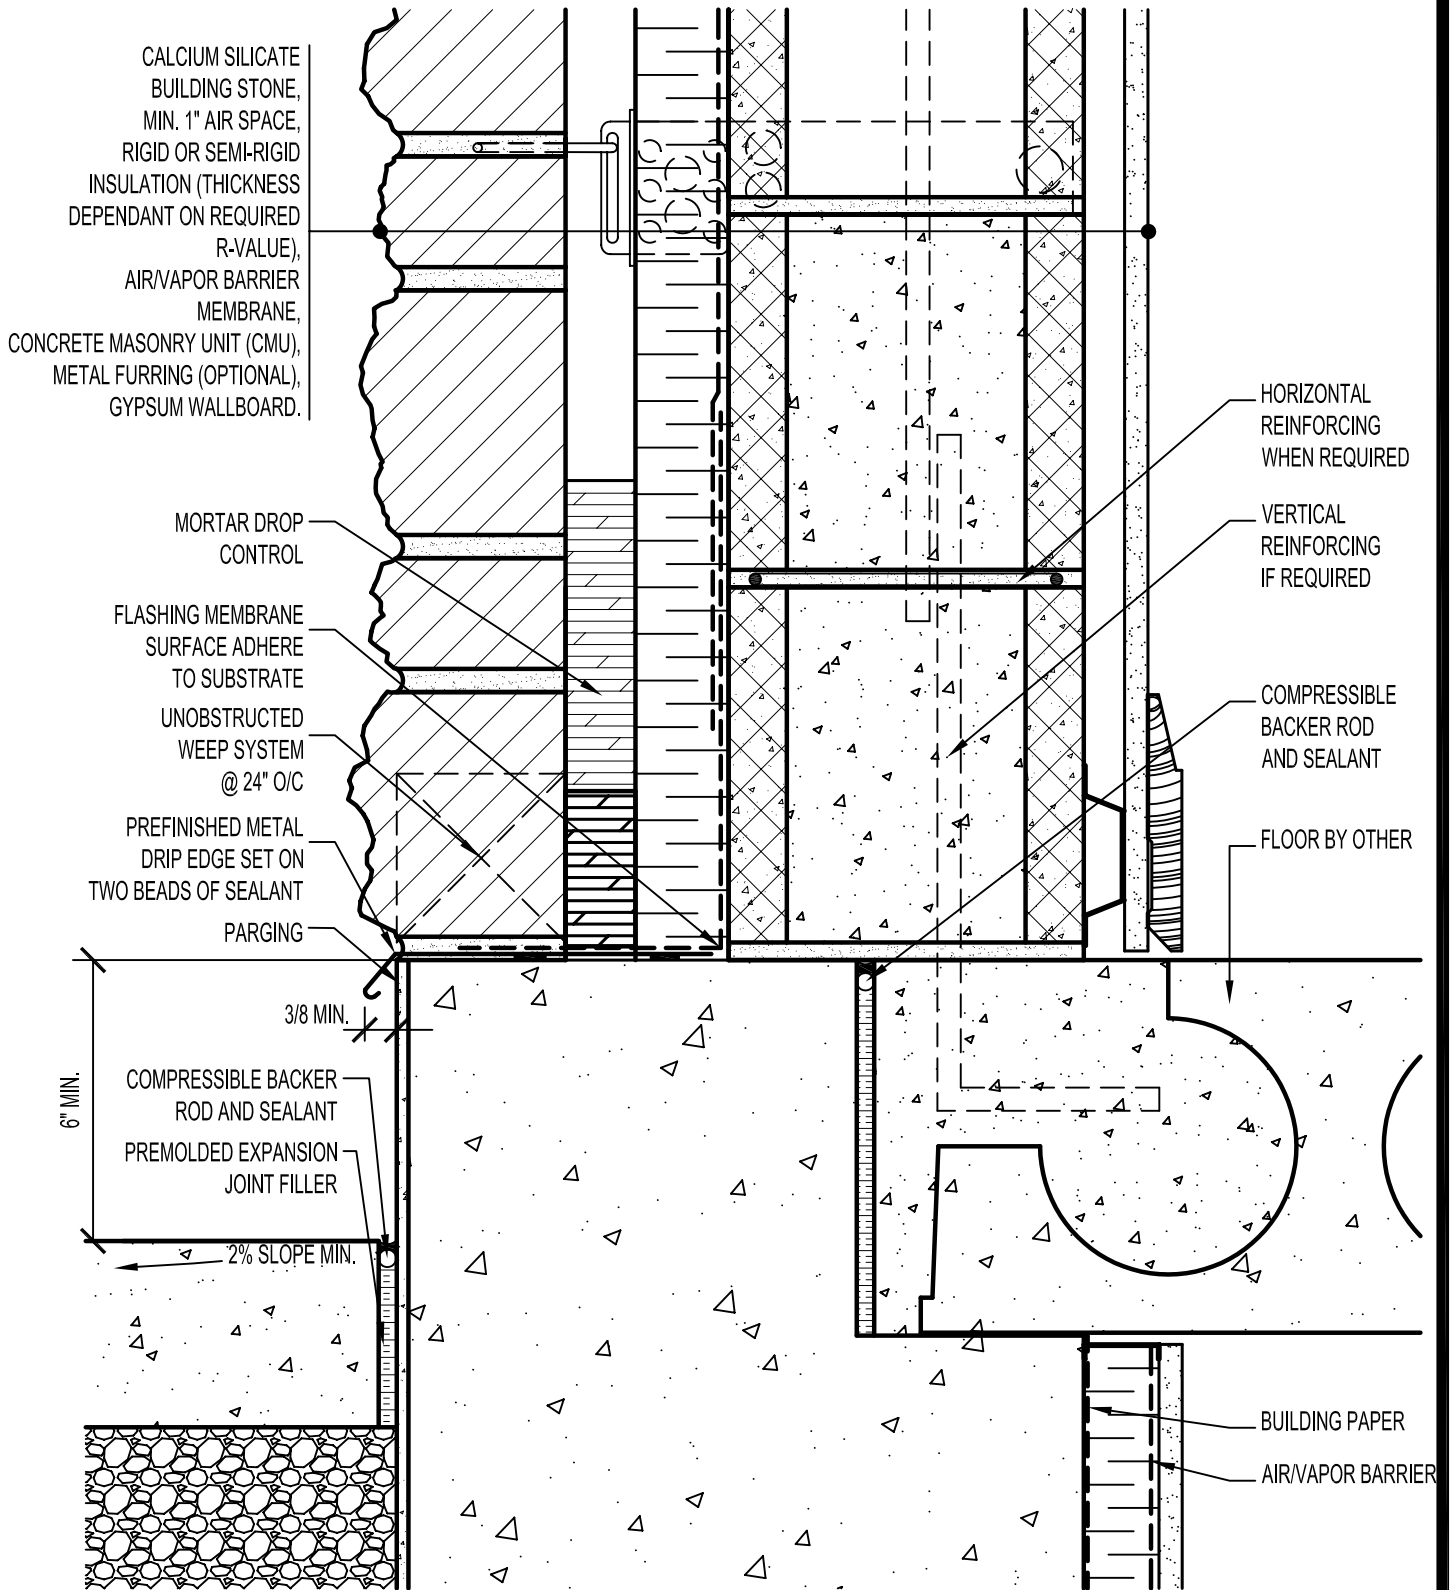 CALCIUM SILICATE
BUILDING STONE,
MIN. 1" AIR SPACE,
RIGID OR SEMI-RIGID
INSULATION (THICKNESS
DEPENDANT ON REQUIRED
R-VALUE),
AIR/VAPOR BARRIER
MEMBRANE,
CONCRETE MASONRY UNIT (CMU),
METAL FURRING (OPTIONAL),
GYPSUM WALLBOARD.
MORTAR DROP
CONTROL
FLASHING MEMBRANE
SURFACE ADHERE
TO SUBSTRATE
UNOBSTRUCTED
WEEP SYSTEM
@ 24" O/C
PREFINISHED METAL
DRIP EDGE SET ON
TWO BEADS OF SEALANT
PARGING
3/8 MIN.
6" MIN.
COMPRESSIBLE BACKER
ROD AND SEALANT
PREMOLDED EXPANSION
JOINT FILLER
2% SLOPE MIN.
HORIZONTAL
REINFORCING
WHEN REQUIRED
VERTICAL
REINFORCING
IF REQUIRED
COMPRESSIBLE
BACKER ROD
AND SEALANT
FLOOR BY OTHER
BUILDING PAPER
AIR/VAPOR BARRIER